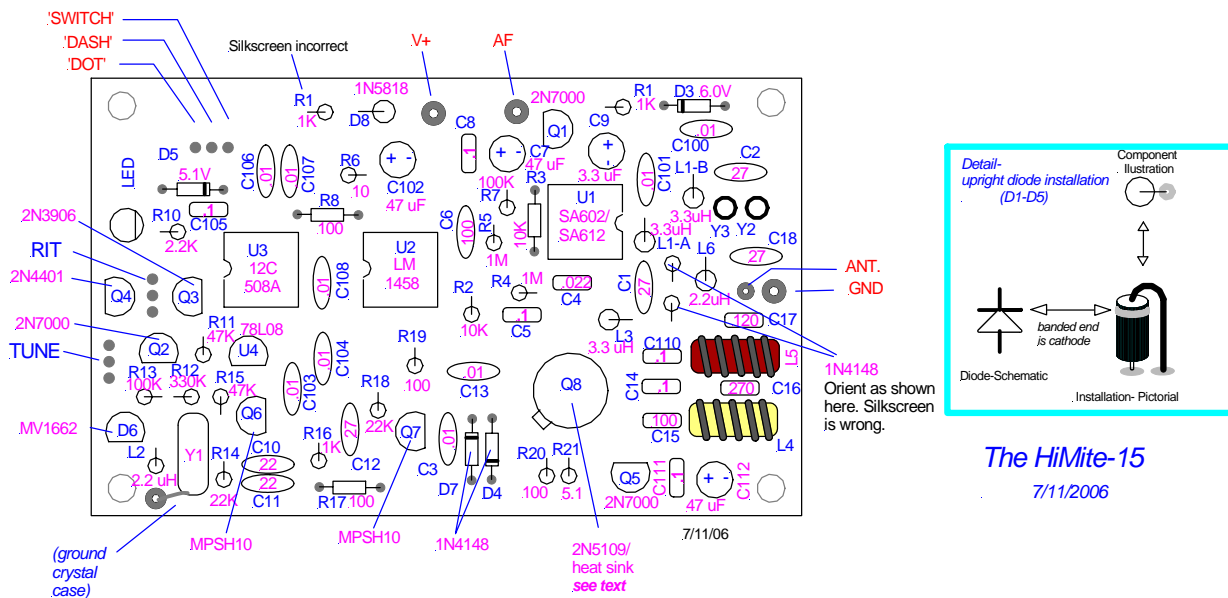 'SWITCH'
'DASH'
'DOT'
Silkscreen incorrect
V+
AF
1N5818
2N7000
R1
.1K
D8
C8
.1
Q1
C9
R1
.1K
D3
6.0V
.01
C100
LED
D5
5.1V
C106
.01
.01
C107
R6
.10
C102
47 uF
C7
47 uF
3.3 uF
C101
.01
L1-B
3.3uH
C2
27
100K
R7
R3
10K
U1
SA602/
SA612
2N3906
R10
2.2K
.1
C105
R8
.100
C6
100
R5
1M
3.3uH
L1-A
Y3
Y2
C18
27
RIT
2N4401
Q4
Q3
U3
12C
508A
.01
C108
U2
LM
1458
R4
.1M
.022
C4
C1
27
L6
2.2uH
ANT.
GND
R2
10K
.1
C5
L3
3.3 uH
120
C17
2N7000
TUNE
Q2
R11
47K
78L08
U4
R13
100K
R12
330K
R15
47K
.01
C103
.01
C104
R19
.100
.01
C13
Q8
C110
.1
L5
C14
.1
270
C16
1N4148
Orient as shown
here. Silkscreen
is wrong.
MV1662
D6
Q6
R18
22K
27
Q7
C3
.01
100
C15
L4
L2
2.2 uH
Y1
R14
22K
C10
22
22
C11
R16
.1K
C12
R17
.100
D7
D4
R20
100
R21
5.1
Q5
2N7000
C111
.1
C112
47 uF
(ground
crystal
case)
MPSH10
MPSH10
1N4148
2N5109/
heat sink
see text
7/11/06
Detail-
upright diode installation
(D1-D5)
Component
Ilustration
banded end
is cathode
Diode-Schematic
Installation- Pictorial
The HiMite-15
7/11/2006